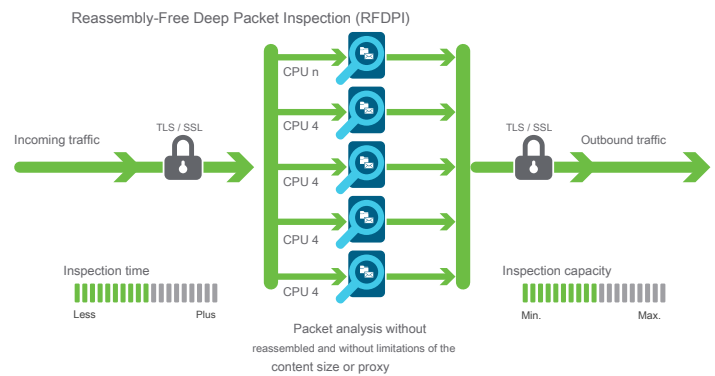 Reassembly-Free Deep Packet Inspection (RFDPI)
CPU n
TLS / SSL
CPU 4
TLS / SSL
Incoming traffic
Outbound traffic
CPU 4
CPU 4
Inspection time
Inspection capacity
CPU 4
Less
Plus
Min.
Max.
Packet analysis without
reassembled and without limitations of the
content size or proxy